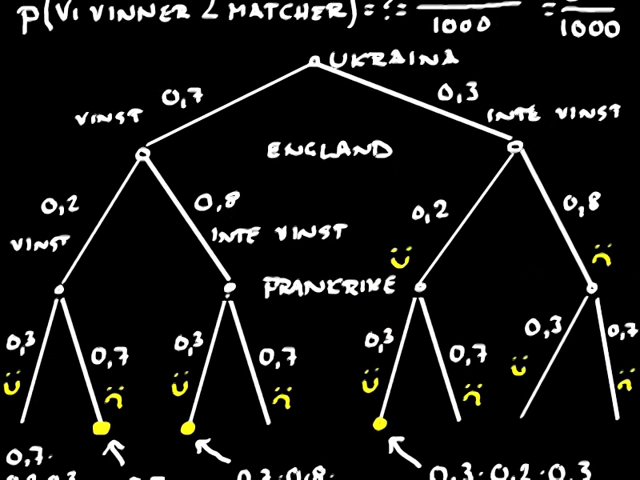 P(VI VINNER 2 MATCHER) = ? = ⁄1000 = ⁄1000
UKRAINA
0,7
0,3
VINST
INTE VINST
ENGLAND
0,2
0,8
0,2
0,8
VINST
INTE VINST
FRANKRIKE
0,3
0,7
0,3
0,7
0,3
0,7
0,3
0,7
0,7·
0,3·0,2·0,3